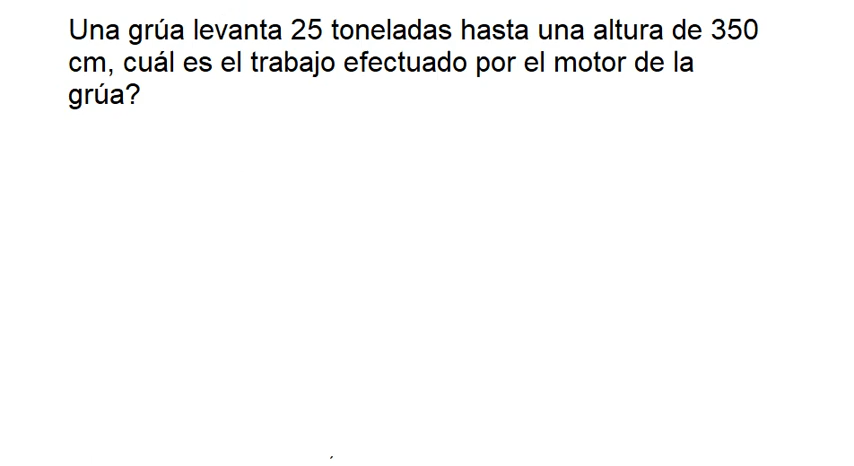 Una grúa levanta 25 toneladas hasta una altura de 350
cm, cuál es el trabajo efectuado por el motor de la
grúa?